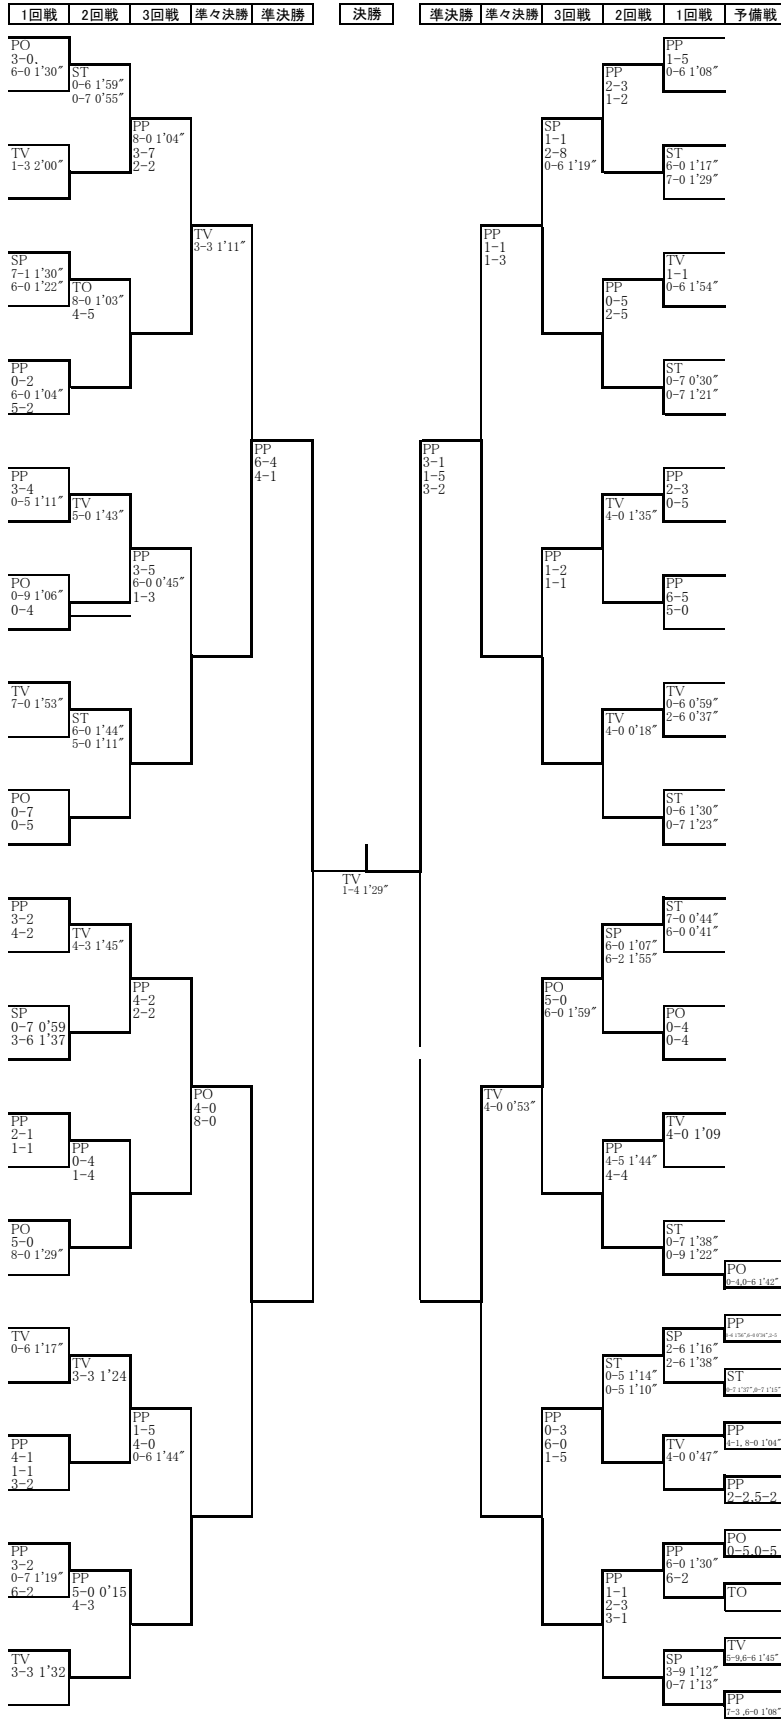 1回戦 2回戦 3回戦 準々決勝 準決勝 決勝 準決勝 準々決勝 3回戦 2回戦 1回戦 予備戦
PO
3-0,
6-0 1'30"
TV
1-3 2'00"
SP
7-1 1'30"
6-0 1'22"
PP
0-2
6-0 1'04"
5-2
PP
3-4
0-5 1'11"
PO
0-9 1'06"
0-4
TV
7-0 1'53"
PO
0-7
0-5
PP
3-2
4-2
SP
0-7 0'59
3-6 1'37
PP
2-1
1-1
PO
5-0
8-0 1'29"
TV
0-6 1'17"
PP
4-1
1-1
3-2
PP
3-2
0-7 1'19"
6-2
TV
3-3 1'32
ST
0-6 1'59"
0-7 0'55"
TO
8-0 1'03"
4-5
TV
5-0 1'43"
ST
6-0 1'44"
5-0 1'11"
TV
4-3 1'45"
PP
0-4
1-4
TV
3-3 1'24
PP
5-0 0'15
4-3
PP
8-0 1'04"
3-7
2-2
PP
3-5
6-0 0'45"
1-3
PP
4-2
2-2
PP
1-5
4-0
0-6 1'44"
TV
3-3 1'11"
PO
4-0
8-0
PP
6-4
4-1
TV
1-4 1'29"
PP
3-1
1-5
3-2
PP
1-1
1-3
TV
4-0 0'53"
SP
1-1
2-8
0-6 1'19"
PP
1-2
1-1
PO
5-0
6-0 1'59"
PP
0-3
6-0
1-5
PP
2-3
1-2
PP
0-5
2-5
TV
4-0 1'35"
TV
4-0 0'18"
SP
6-0 1'07"
6-2 1'55"
PP
4-5 1'44"
4-4
ST
0-5 1'14"
0-5 1'10"
PP
1-1
2-3
3-1
PP
1-5
0-6 1'08"
ST
6-0 1'17"
7-0 1'29"
TV
1-1
0-6 1'54"
ST
0-7 0'30"
0-7 1'21"
PP
2-3
0-5
PP
6-5
5-0
TV
0-6 0'59"
2-6 0'37"
ST
0-6 1'30"
0-7 1'23"
ST
7-0 0'44"
6-0 0'41"
PO
0-4
0-4
TV
4-0 1'09
ST
0-7 1'38"
0-9 1'22"
SP
2-6 1'16"
2-6 1'38"
TV
4-0 0'47"
PP
6-0 1'30"
6-2
SP
3-9 1'12"
0-7 1'13"
PO
0-4,0-6 1'42"
PP
ST
0-7 1'37",0-7 1'15"
PP
4-1, 8-0 1'04"
PP
2-2,5-2
PO
0-5,0-5
TO
TV
5-9,6-6 1'45"
PP
7-3 ,6-0 1'08"